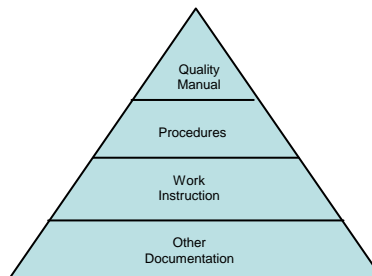 Quality
Manual
Procedures
Work
Instruction
Other
Documentation